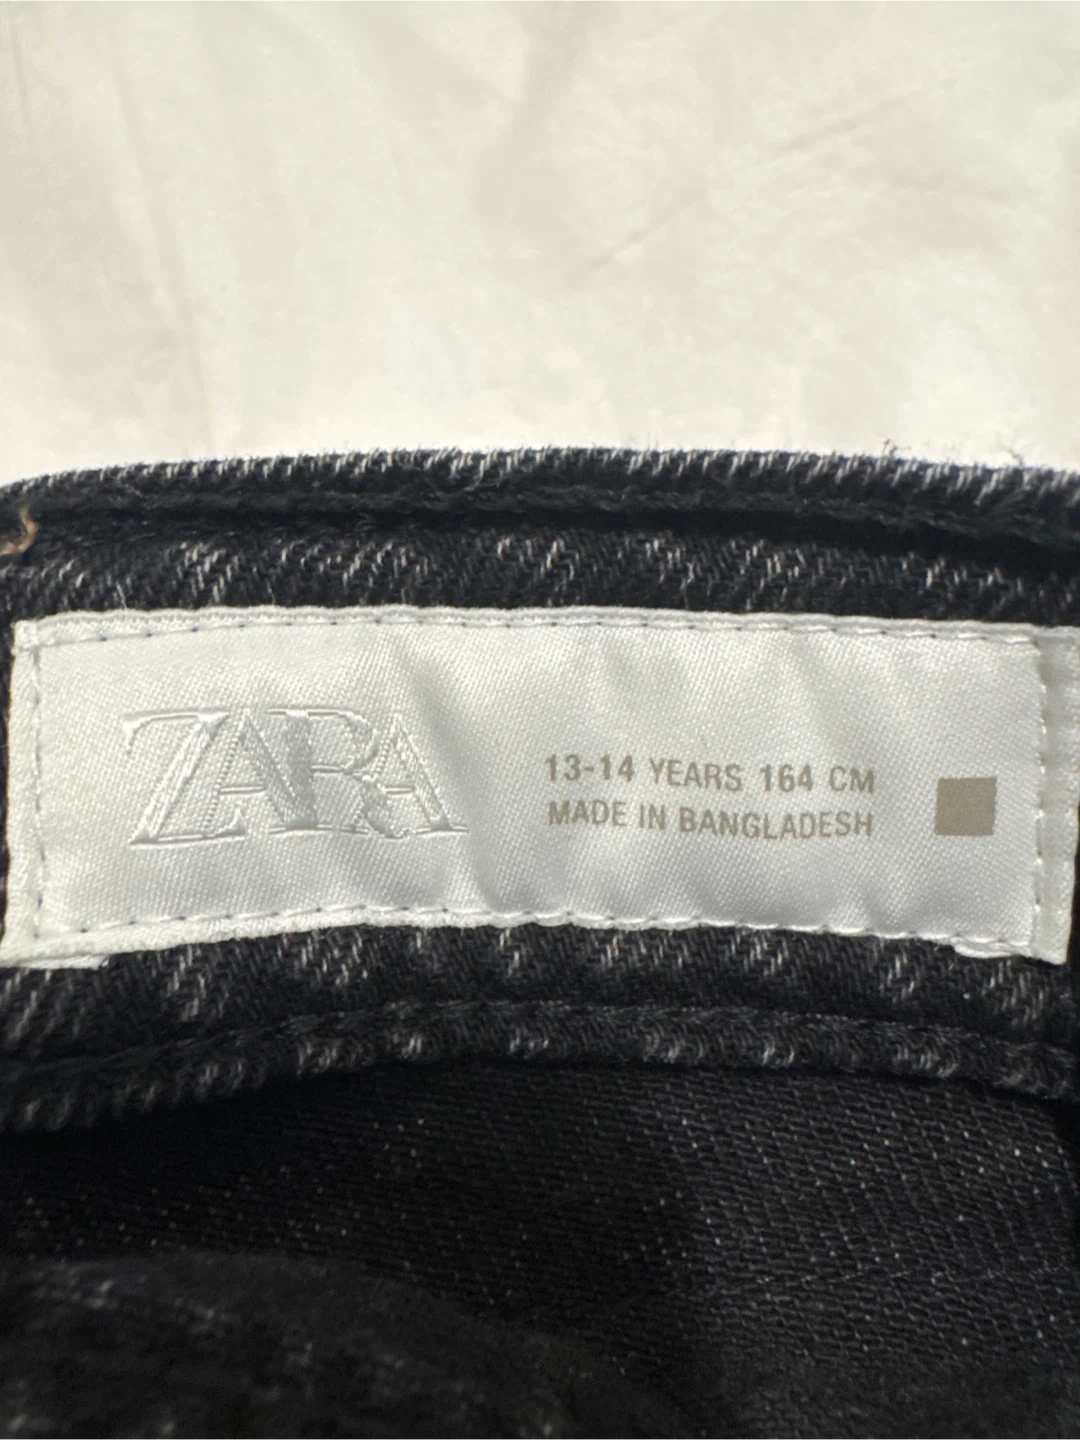 ZARA
13-14 YEARS 164 CM
MADE IN BANGLADESH